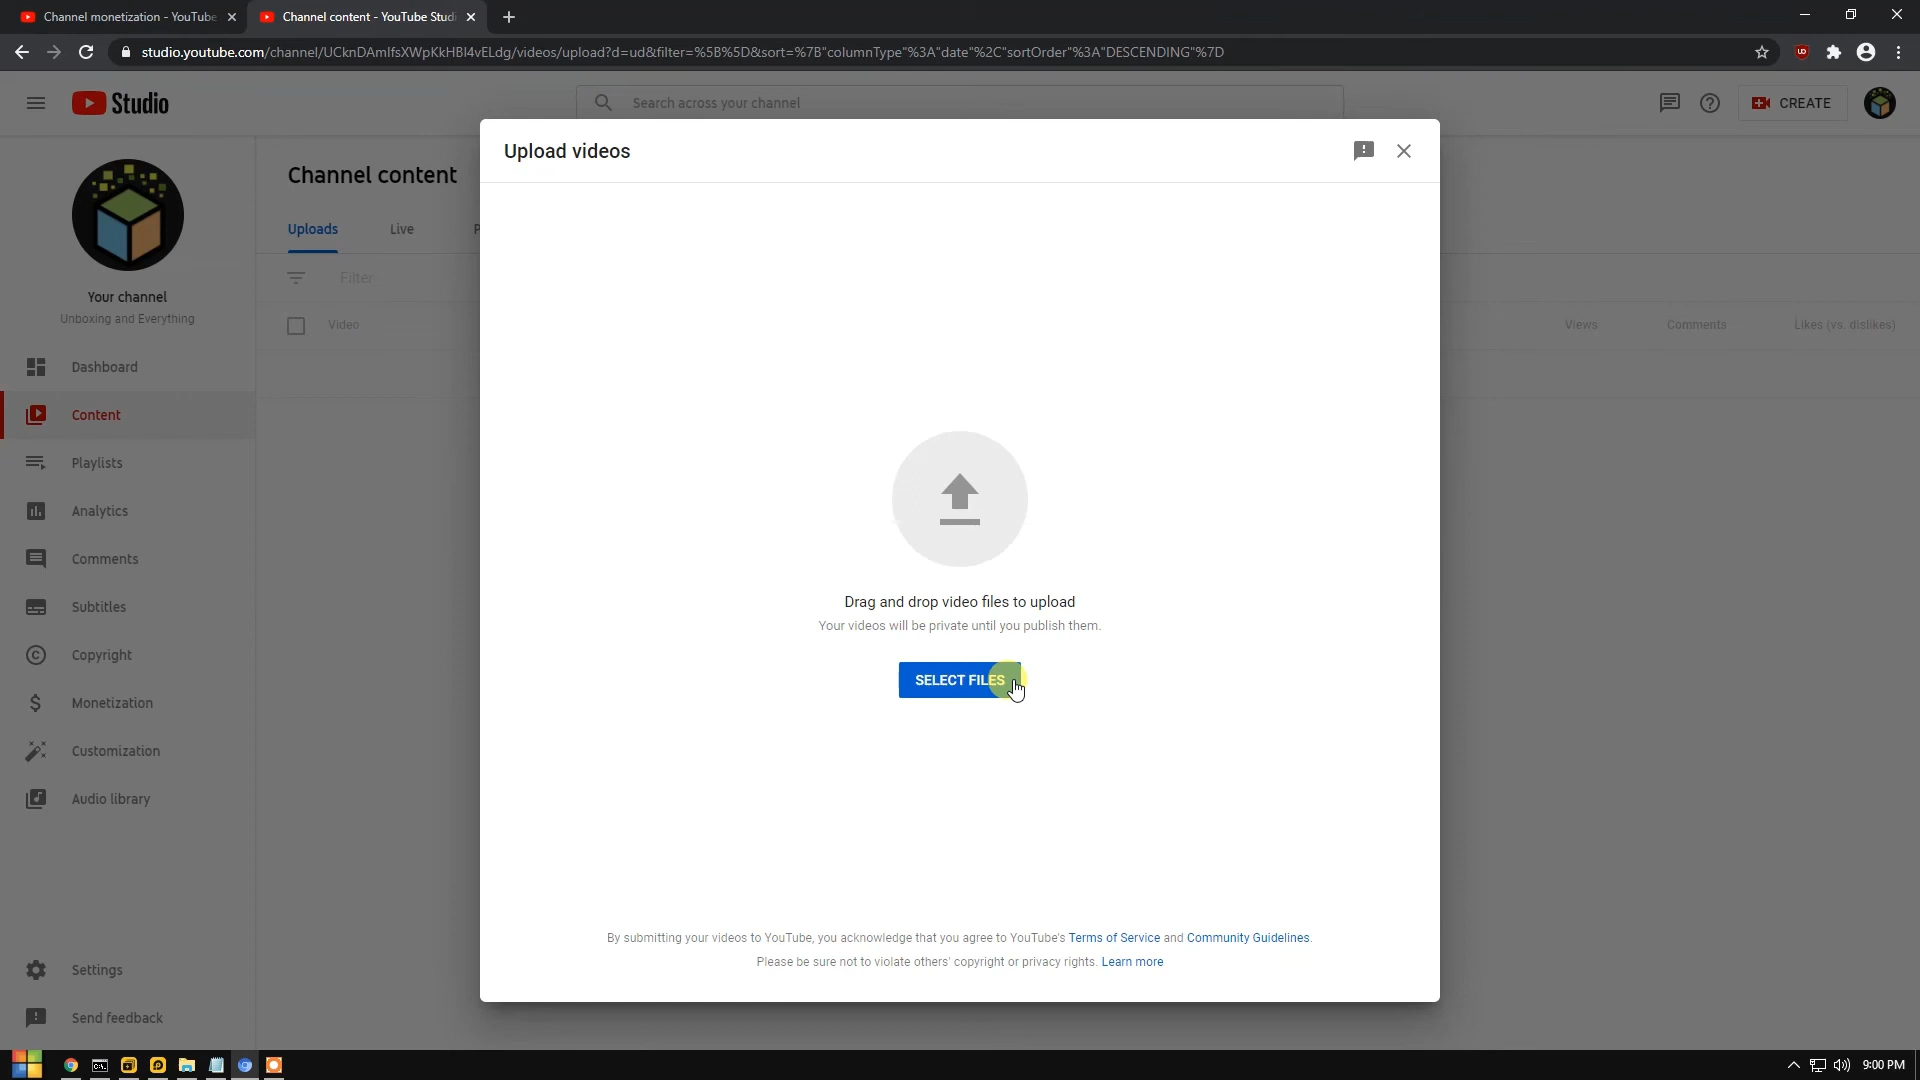 Channel monetization - YouTube
Channel content - YouTube Studi
studio.youtube.com/channel/UCknDAmIfsXWpKkHBI4vELdg/videos/upload?d=ud&filter=%5B%5D&sort=%7B"columnType"%3A"date"%2C"sortOrder"%3A"DESCENDING"%7D
Studio
Search across your channel
CREATE
Upload videos
Channel content
Uploads
Live
P
Filter
Your channel
Unboxing and Everything
Video
Views
Comments
Likes (vs. dislikes)
Dashboard
Content
Playlists
Analytics
Comments
Subtitles
Copyright
Monetization
Customization
Audio library
Settings
Send feedback
Drag and drop video files to upload
Your videos will be private until you publish them.
SELECT FILES
By submitting your videos to YouTube, you acknowledge that you agree to YouTube's Terms of Service and Community Guidelines.
Please be sure not to violate others' copyright or privacy rights. Learn more
9:00 PM